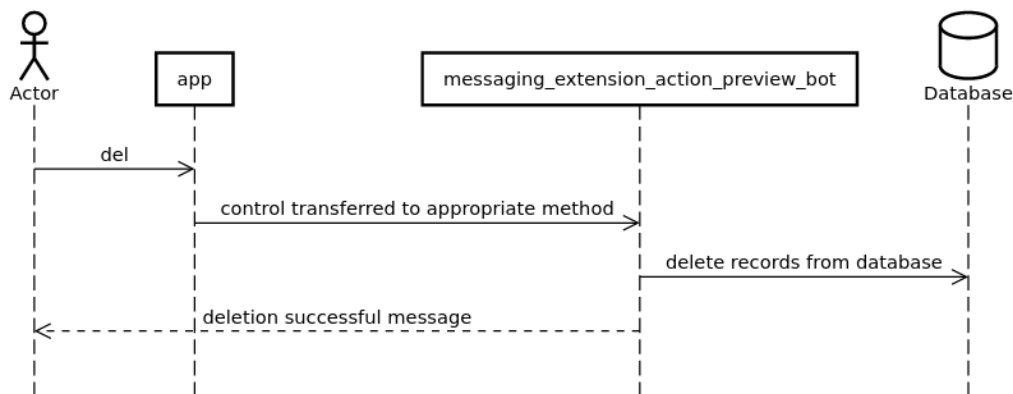 Actor
app
messaging_extension_action_preview_bot
Database
del
control transferred to appropriate method
delete records from database
deletion successful message